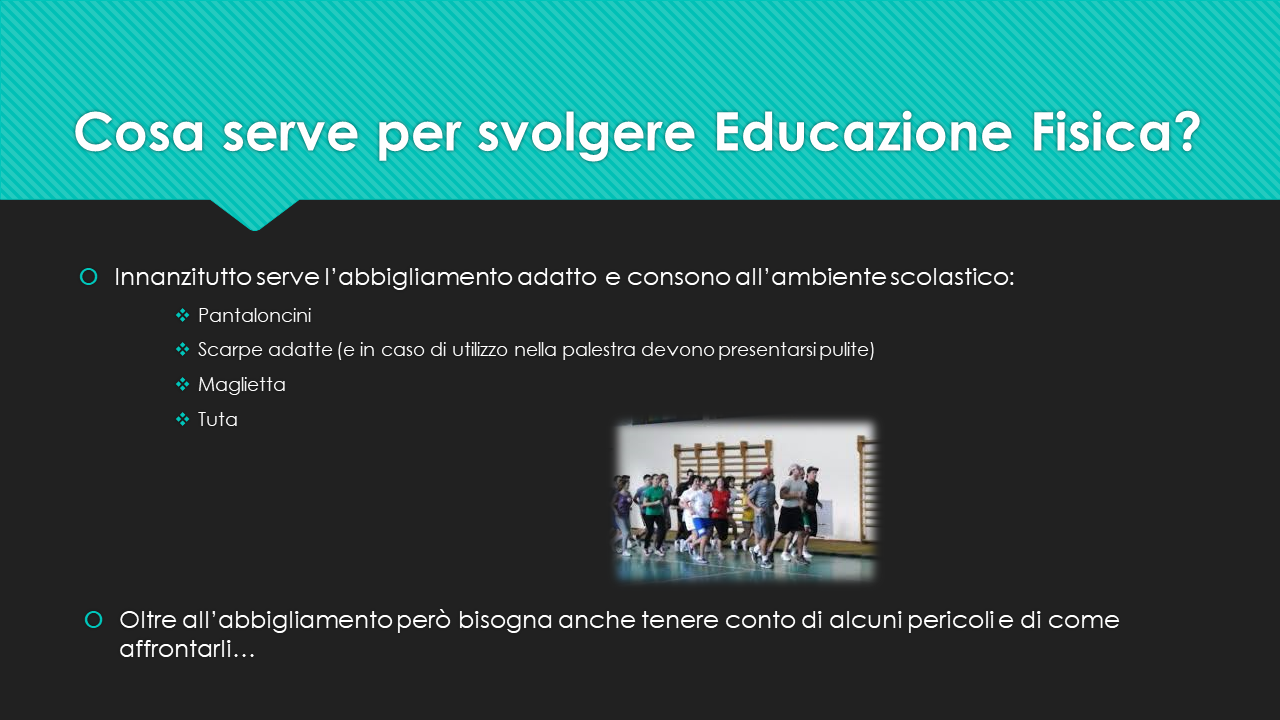 Cosa serve per svolgere Educazione Fisica?
Innanzitutto serve l’abbigliamento adatto e consono all’ambiente scolastico:
Pantaloncini
Scarpe adatte (e in caso di utilizzo nella palestra devono presentarsi pulite)
Maglietta
Tuta
Oltre all’abbigliamento però bisogna anche tenere conto di alcuni pericoli e di come
affrontarli…